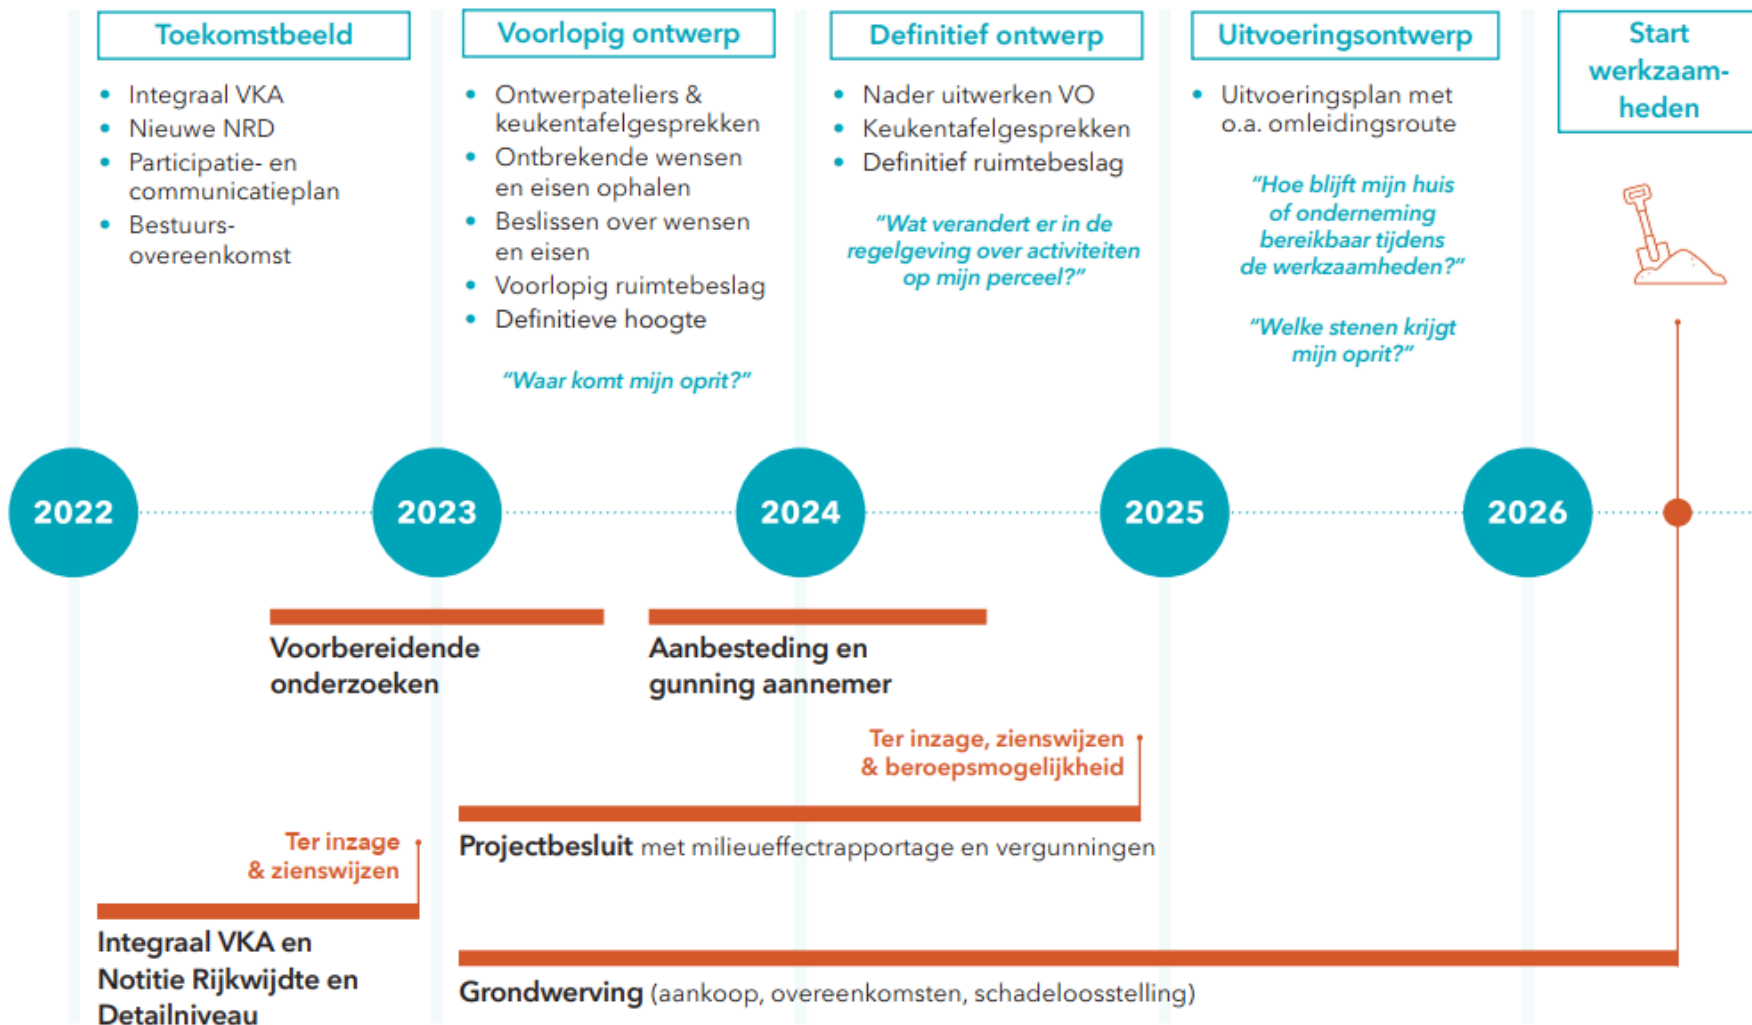 Toekomstbeeld
• Integraal VKA
• Nieuwe NRD
• Participatie- en
communicatieplan
• Bestuurs-
overeenkomst
Voorlopig ontwerp
• Ontwerpateliers &
keukentafelgesprekken
• Ontbrekende wensen
en eisen ophalen
• Beslissen over wensen
en eisen
• Voorlopig ruimtebeslag
• Definitieve hoogte
“Waar komt mijn oprit?”
Definitief ontwerp
• Nader uitwerken VO
• Keukentafelgesprekken
• Definitief ruimtebeslag
“Wat verandert er in de
regelgeving over activiteiten
op mijn perceel?”
Uitvoeringsontwerp
• Uitvoeringsplan met
o.a. omleidingsroute
“Hoe blijft mijn huis
of onderneming
bereikbaar tijdens
de werkzaamheden?”
“Welke stenen krijgt
mijn oprit?”
Start
werkzaam-
heden
2022
2023
2024
2025
2026
Voorbereidende
onderzoeken
Aanbesteding en
gunning aannemer
Ter inzage, zienswijzen
& beroepsmogelijkheid
Projectbesluit met milieueffectrapportage en vergunningen
Ter inzage
& zienswijzen
Integraal VKA en
Notitie Rijkwijdte en
Detailniveau
Grondwerving (aankoop, overeenkomsten, schadeloosstelling)